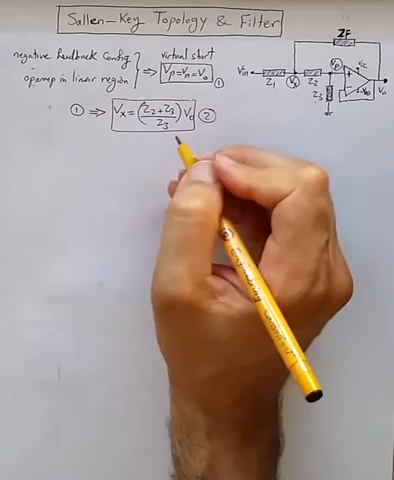 Sallen-Key Topology & Filter
negative feedback config
opamp in linear region
⇒
virtual short
Vp=Vn=Vo
①
① ⇒ Vx = (Z2+Z3 / Z3) Vo ②
ZF
Vin
Z1
Vx
Z2
Vp
Z3
Vo
+
-